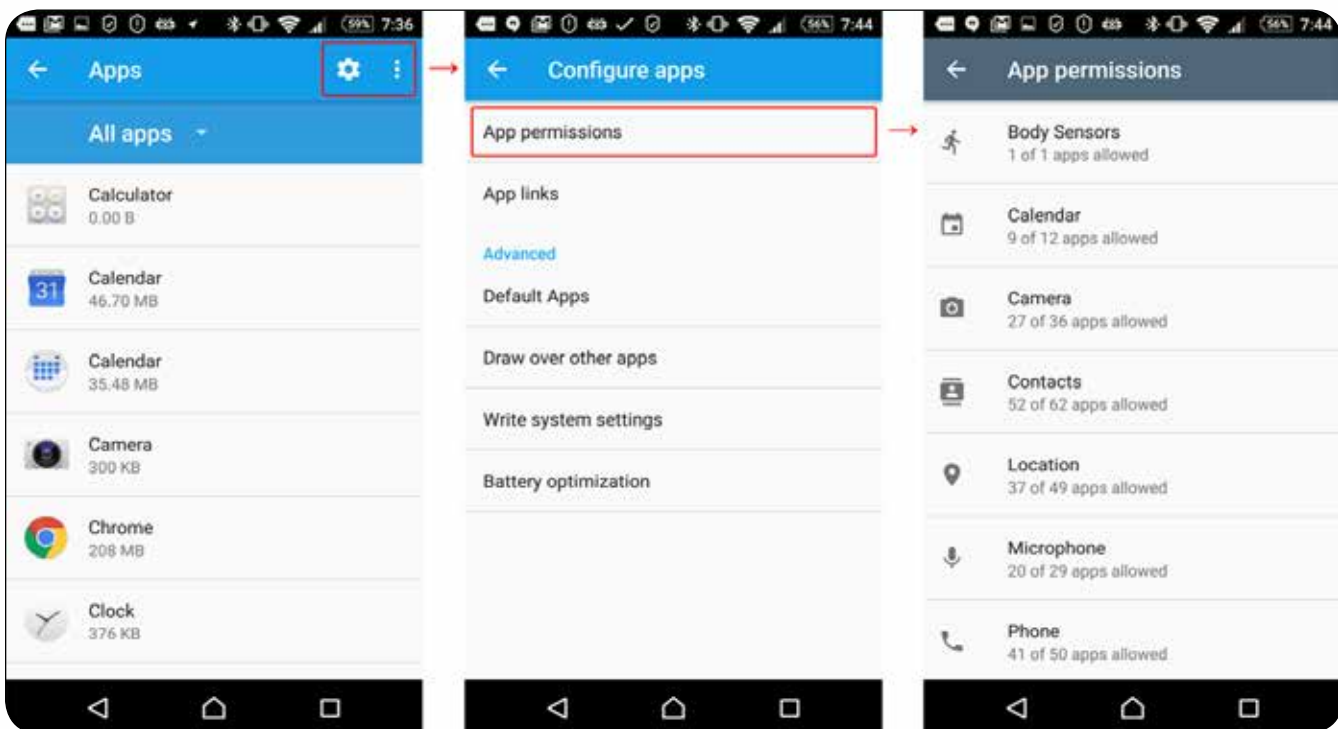 59% 7:36
Apps
All apps
Calculator
0.00 B
31
Calendar
46.70 MB
Calendar
35.48 MB
Camera
300 KB
Chrome
208 MB
Clock
376 KB
56% 7:44
Configure apps
App permissions
App links
Advanced
Default Apps
Draw over other apps
Write system settings
Battery optimization
56% 7:44
App permissions
Body Sensors
1 of 1 apps allowed
Calendar
9 of 12 apps allowed
Camera
27 of 36 apps allowed
Contacts
52 of 62 apps allowed
Location
37 of 49 apps allowed
Microphone
20 of 29 apps allowed
Phone
41 of 50 apps allowed